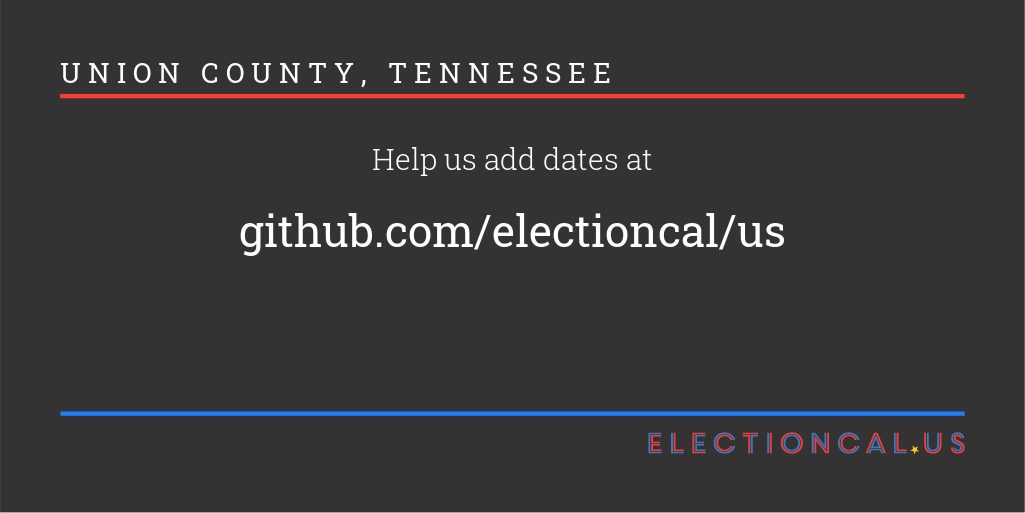 UNION COUNTY, TENNESSEE
Help us add dates at
github.com/electioncal/us
ELECTIONCAL.US